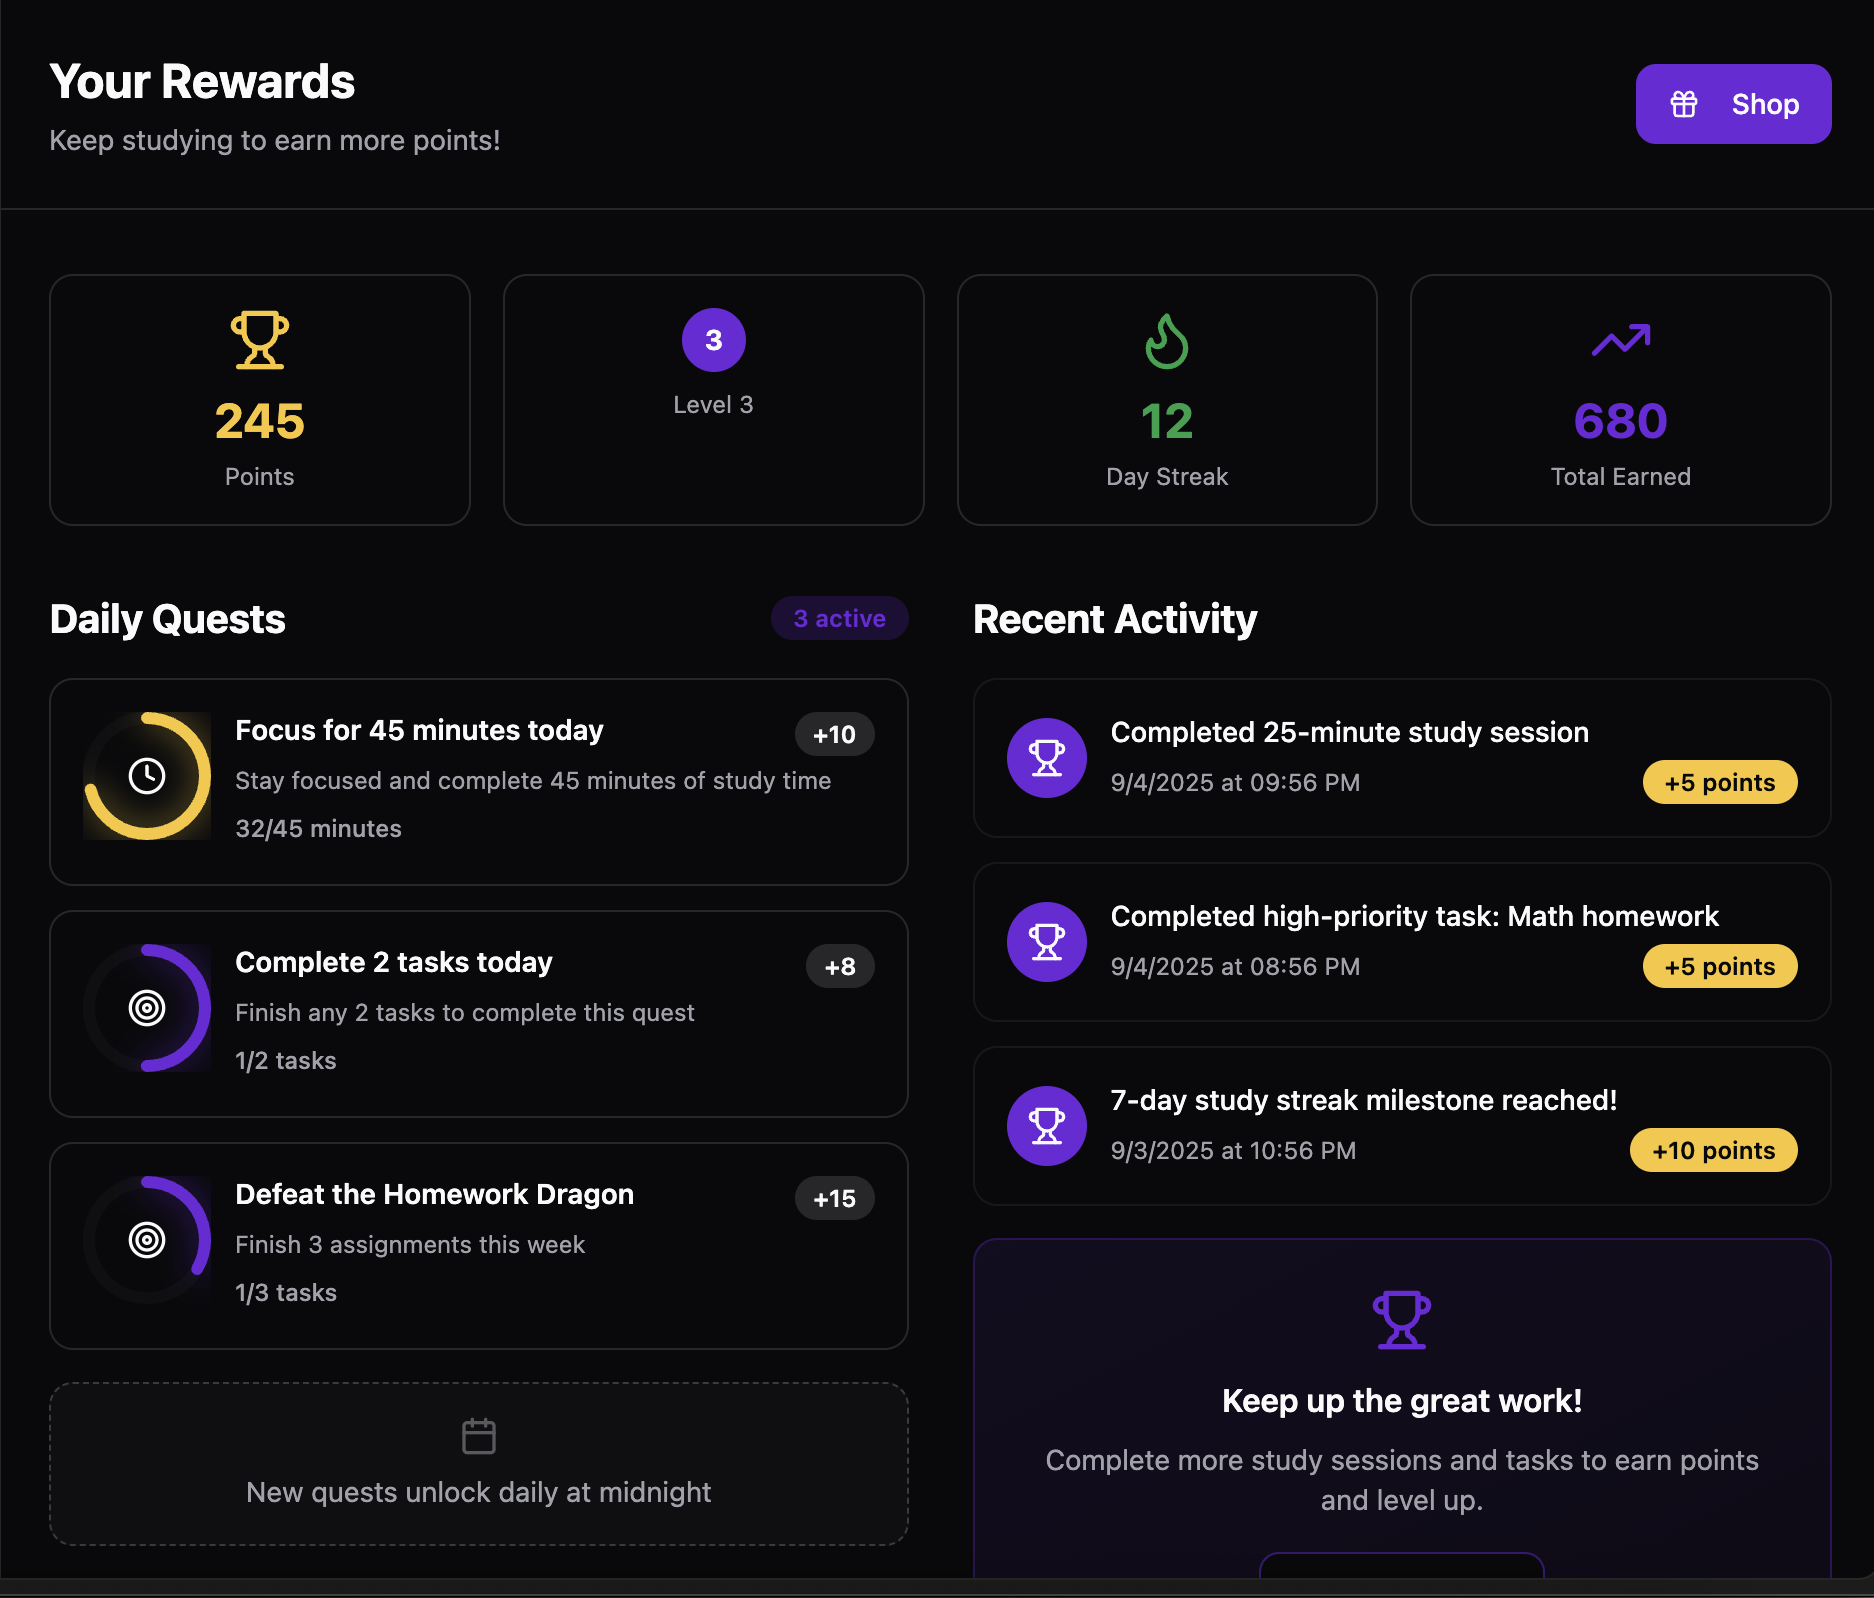 Your Rewards
Keep studying to earn more points!
Shop
245
Points
3
Level 3
12
Day Streak
680
Total Earned
Daily Quests
3 active
Focus for 45 minutes today
+10
Stay focused and complete 45 minutes of study time
32/45 minutes
Complete 2 tasks today
+8
Finish any 2 tasks to complete this quest
1/2 tasks
Defeat the Homework Dragon
+15
Finish 3 assignments this week
1/3 tasks
New quests unlock daily at midnight
Recent Activity
Completed 25-minute study session
9/4/2025 at 09:56 PM
+5 points
Completed high-priority task: Math homework
9/4/2025 at 08:56 PM
+5 points
7-day study streak milestone reached!
9/3/2025 at 10:56 PM
+10 points
Keep up the great work!
Complete more study sessions and tasks to earn points
and level up.